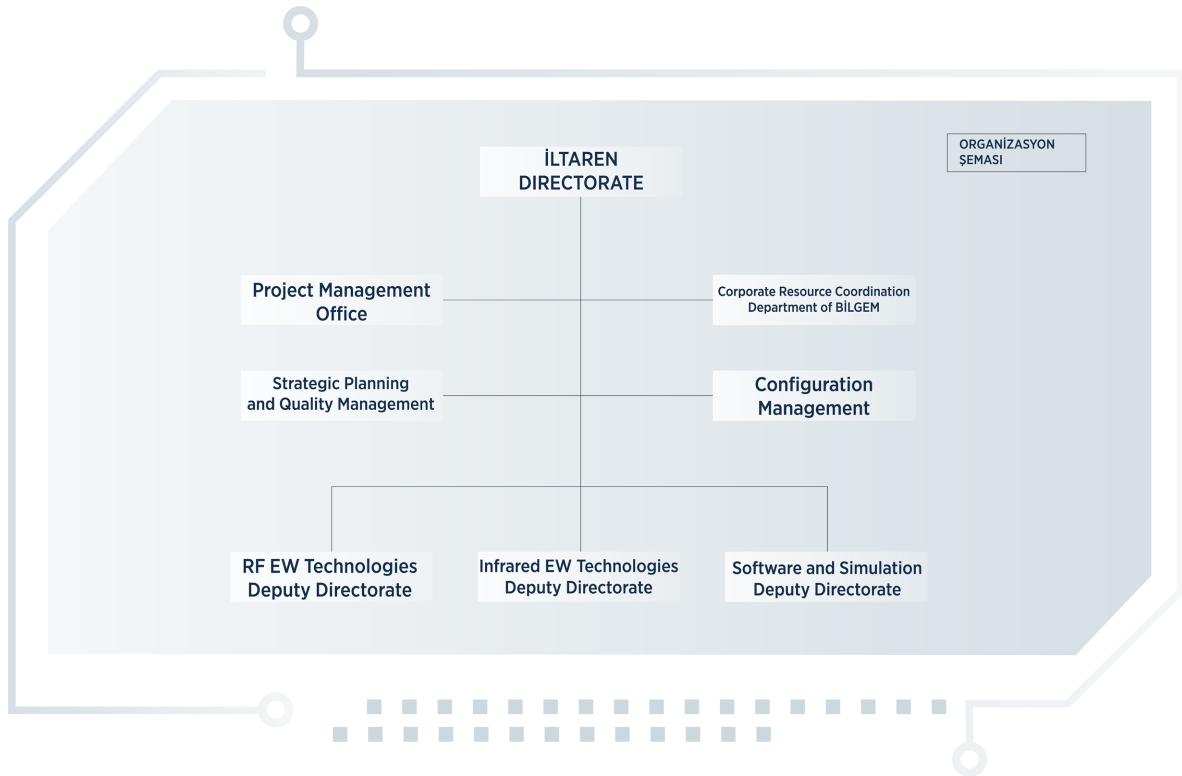 İLTAREN
DIRECTORATE
ORGANİZASYON
ŞEMASI
Project Management
Office
Corporate Resource Coordination
Department of BİLGEM
Strategic Planning
and Quality Management
Configuration
Management
RF EW Technologies
Deputy Directorate
Infrared EW Technologies
Deputy Directorate
Software and Simulation
Deputy Directorate